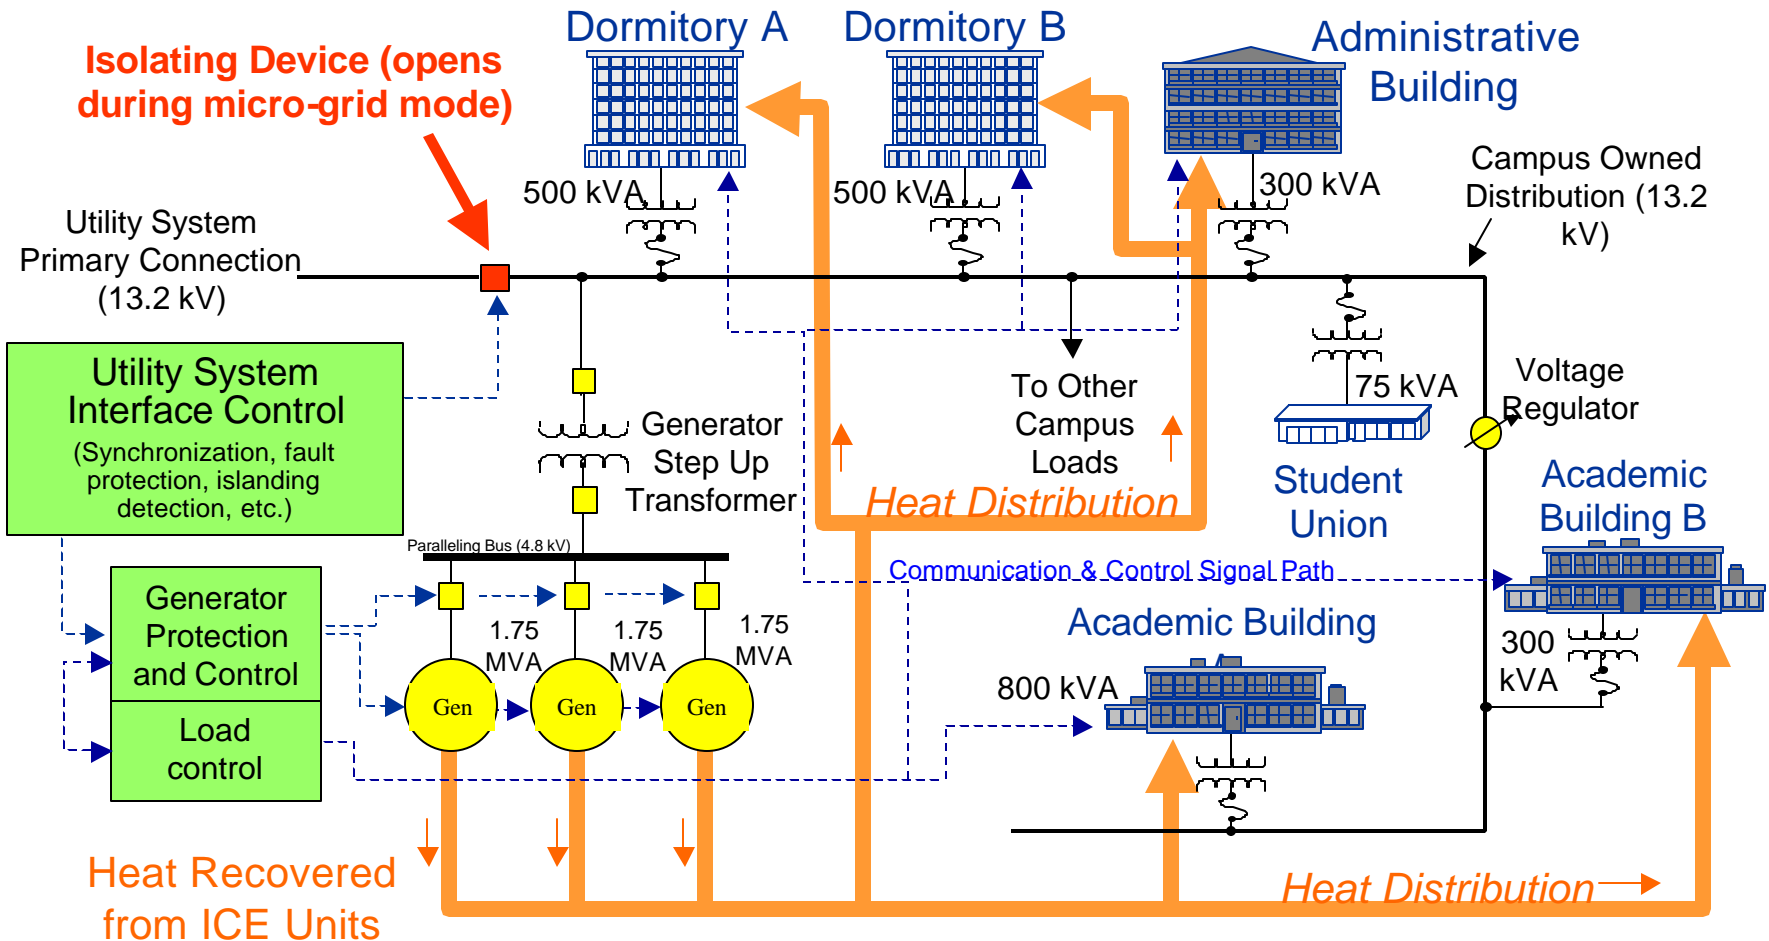 Dormitory A
Dormitory B
Administrative
Building
Isolating Device (opens
during micro-grid mode)
500 kVA
500 kVA
300 kVA
Campus Owned
Distribution (13.2
kV)
Utility System
Primary Connection
(13.2 kV)
Utility System
Interface Control
(Synchronization, fault
protection, islanding
detection, etc.)
Generator
Step Up
Transformer
To Other
Campus
Loads
75 kVA
Voltage
Regulator
Student
Union
Academic
Building B
Heat Distribution
Paralleling Bus (4.8 kV)
Communication & Control Signal Path
Generator
Protection
and Control
Load
control
1.75
MVA
1.75
MVA
1.75
MVA
Gen
Gen
Gen
Academic Building
800 kVA
300
kVA
Heat Recovered
from ICE Units
Heat Distribution